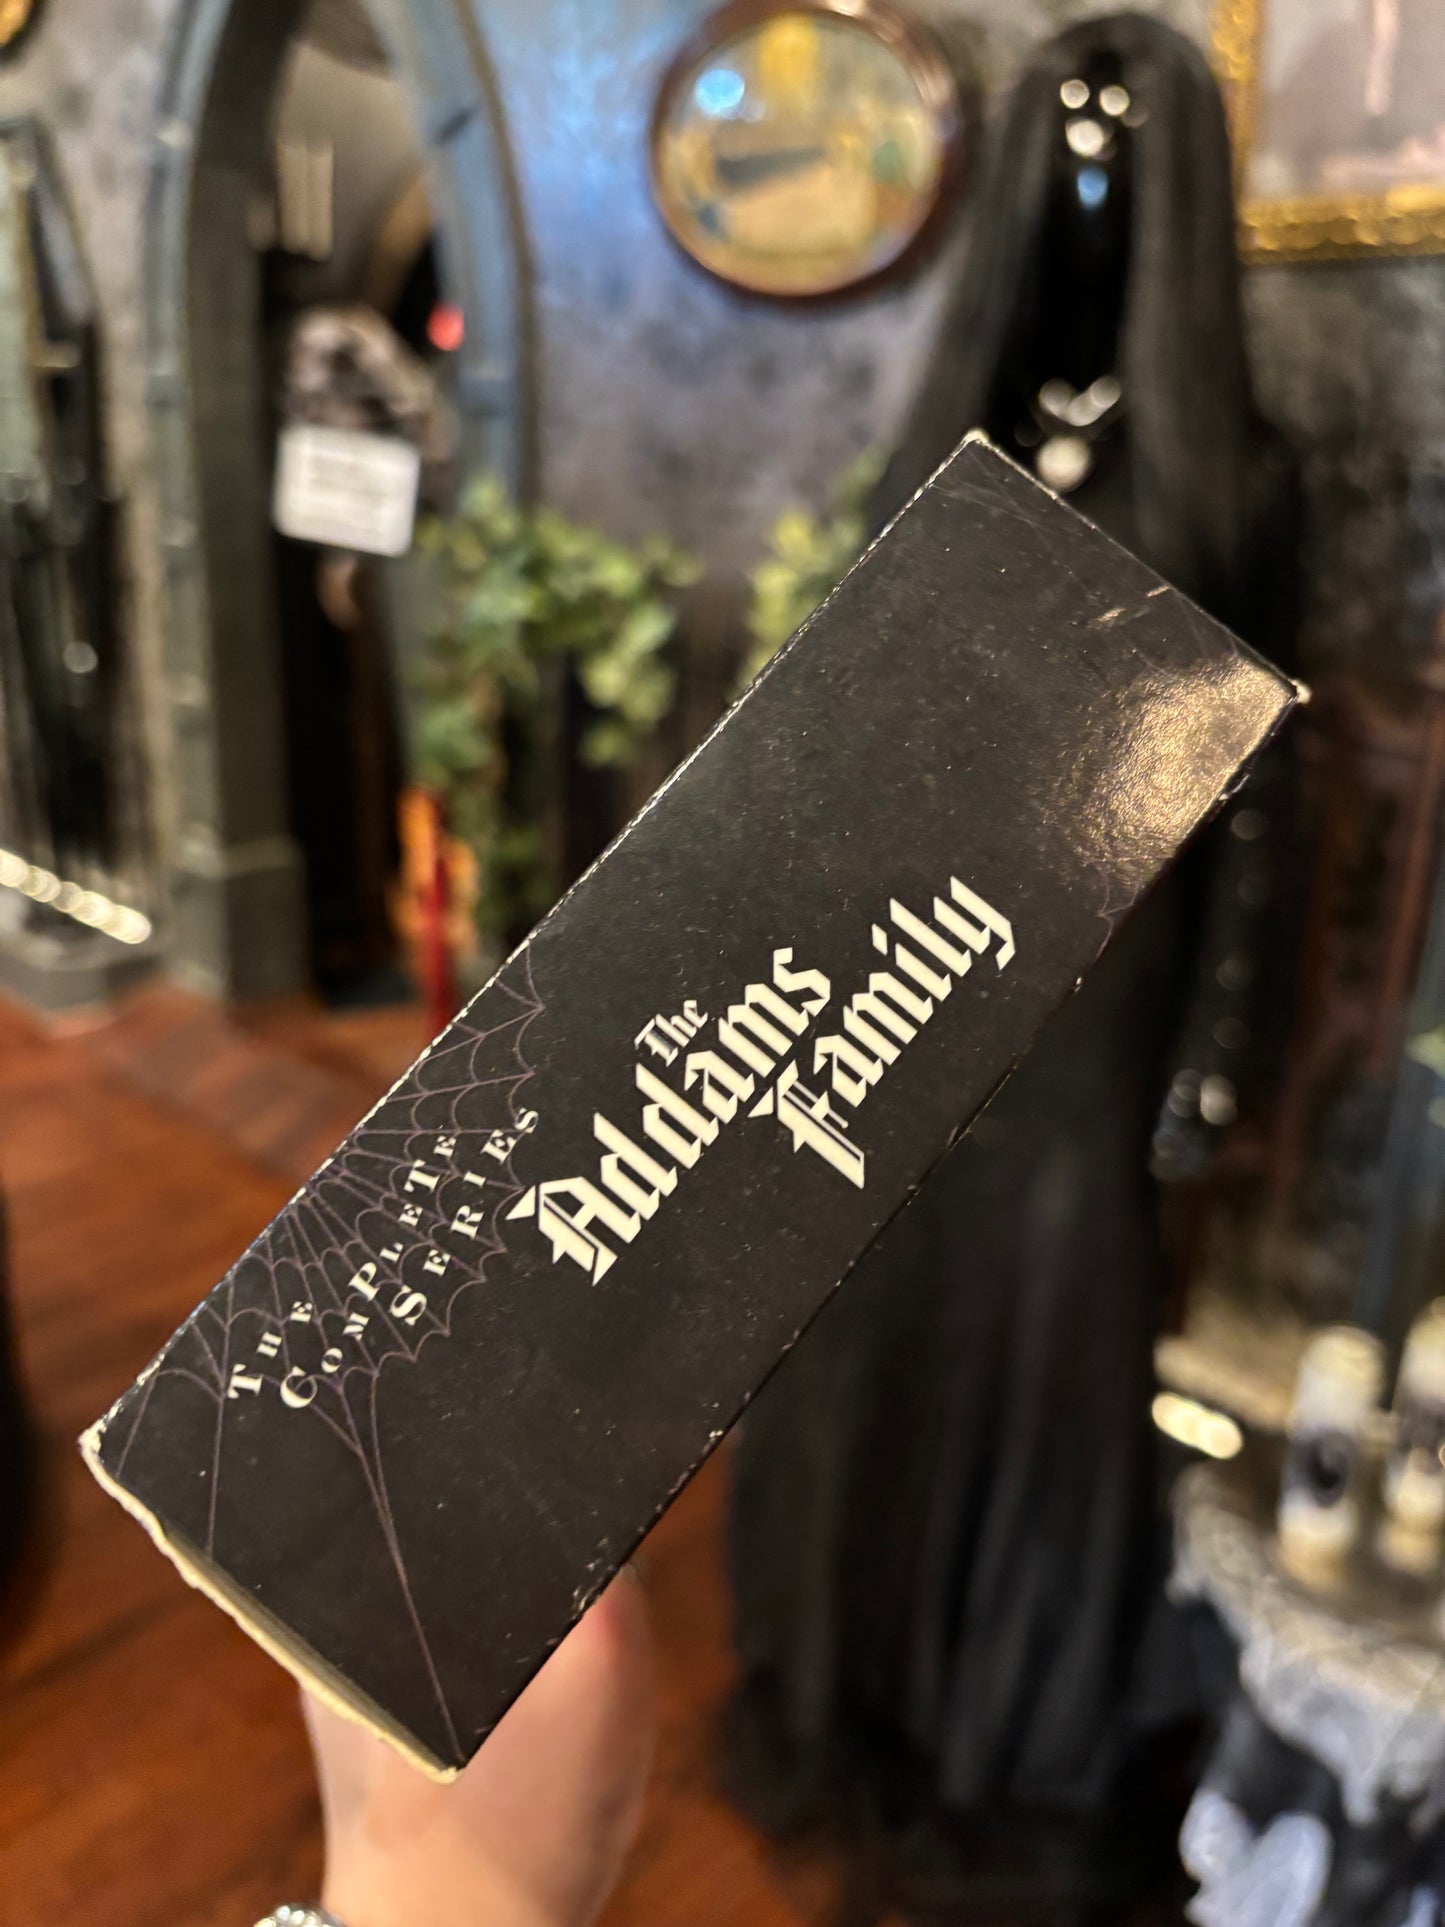 The
Addams
Family
The
Complete
Series